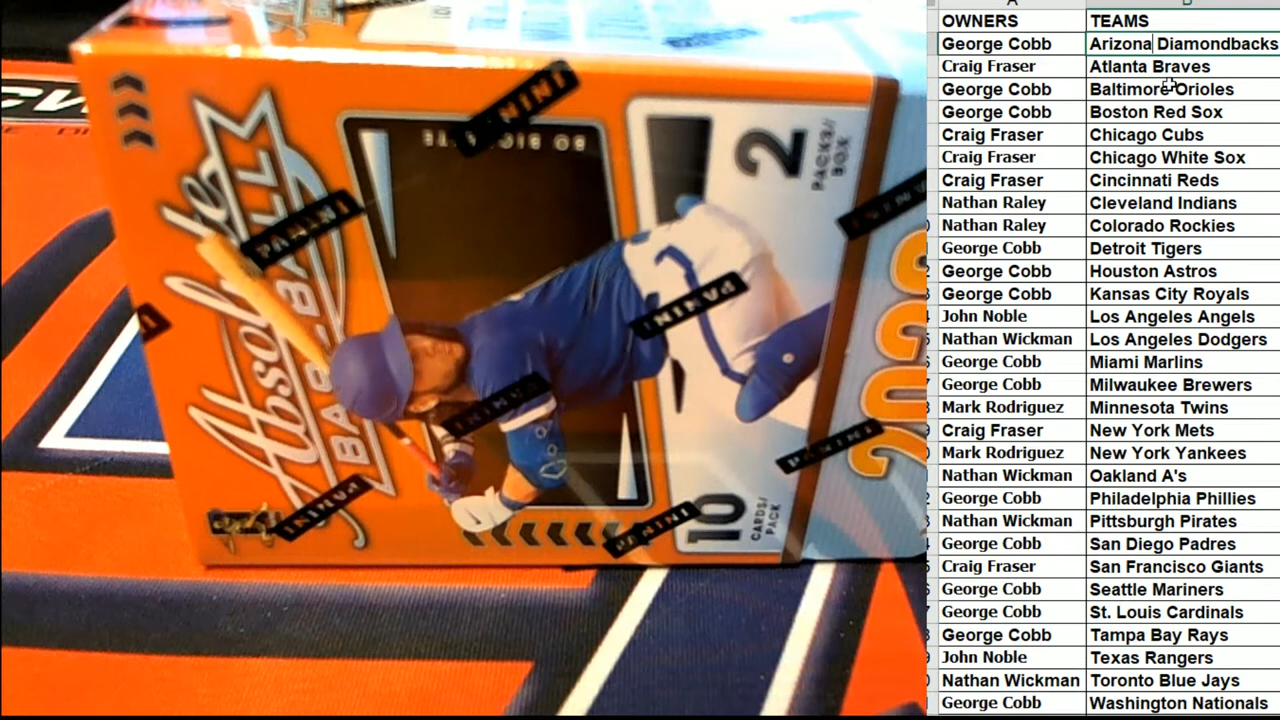 Absolute
BASEBALL
BO BICHETTE
2
PACKS/
BOX
10
CARDS/
PACK
PANINI
PANINI
PANINI
PANINI
PANINI
PANINI
PANINI
PANINI
OWNERS TEAMS
George Cobb Arizona Diamondbacks
Craig Fraser Atlanta Braves
George Cobb Baltimore Orioles
George Cobb Boston Red Sox
Craig Fraser Chicago Cubs
Craig Fraser Chicago White Sox
Craig Fraser Cincinnati Reds
Nathan Raley Cleveland Indians
Nathan Raley Colorado Rockies
George Cobb Detroit Tigers
George Cobb Houston Astros
George Cobb Kansas City Royals
John Noble Los Angeles Angels
Nathan Wickman Los Angeles Dodgers
George Cobb Miami Marlins
George Cobb Milwaukee Brewers
Mark Rodriguez Minnesota Twins
Craig Fraser New York Mets
Mark Rodriguez New York Yankees
Nathan Wickman Oakland A's
George Cobb Philadelphia Phillies
Nathan Wickman Pittsburgh Pirates
George Cobb San Diego Padres
Craig Fraser San Francisco Giants
George Cobb Seattle Mariners
George Cobb St. Louis Cardinals
George Cobb Tampa Bay Rays
John Noble Texas Rangers
Nathan Wickman Toronto Blue Jays
George Cobb Washington Nationals